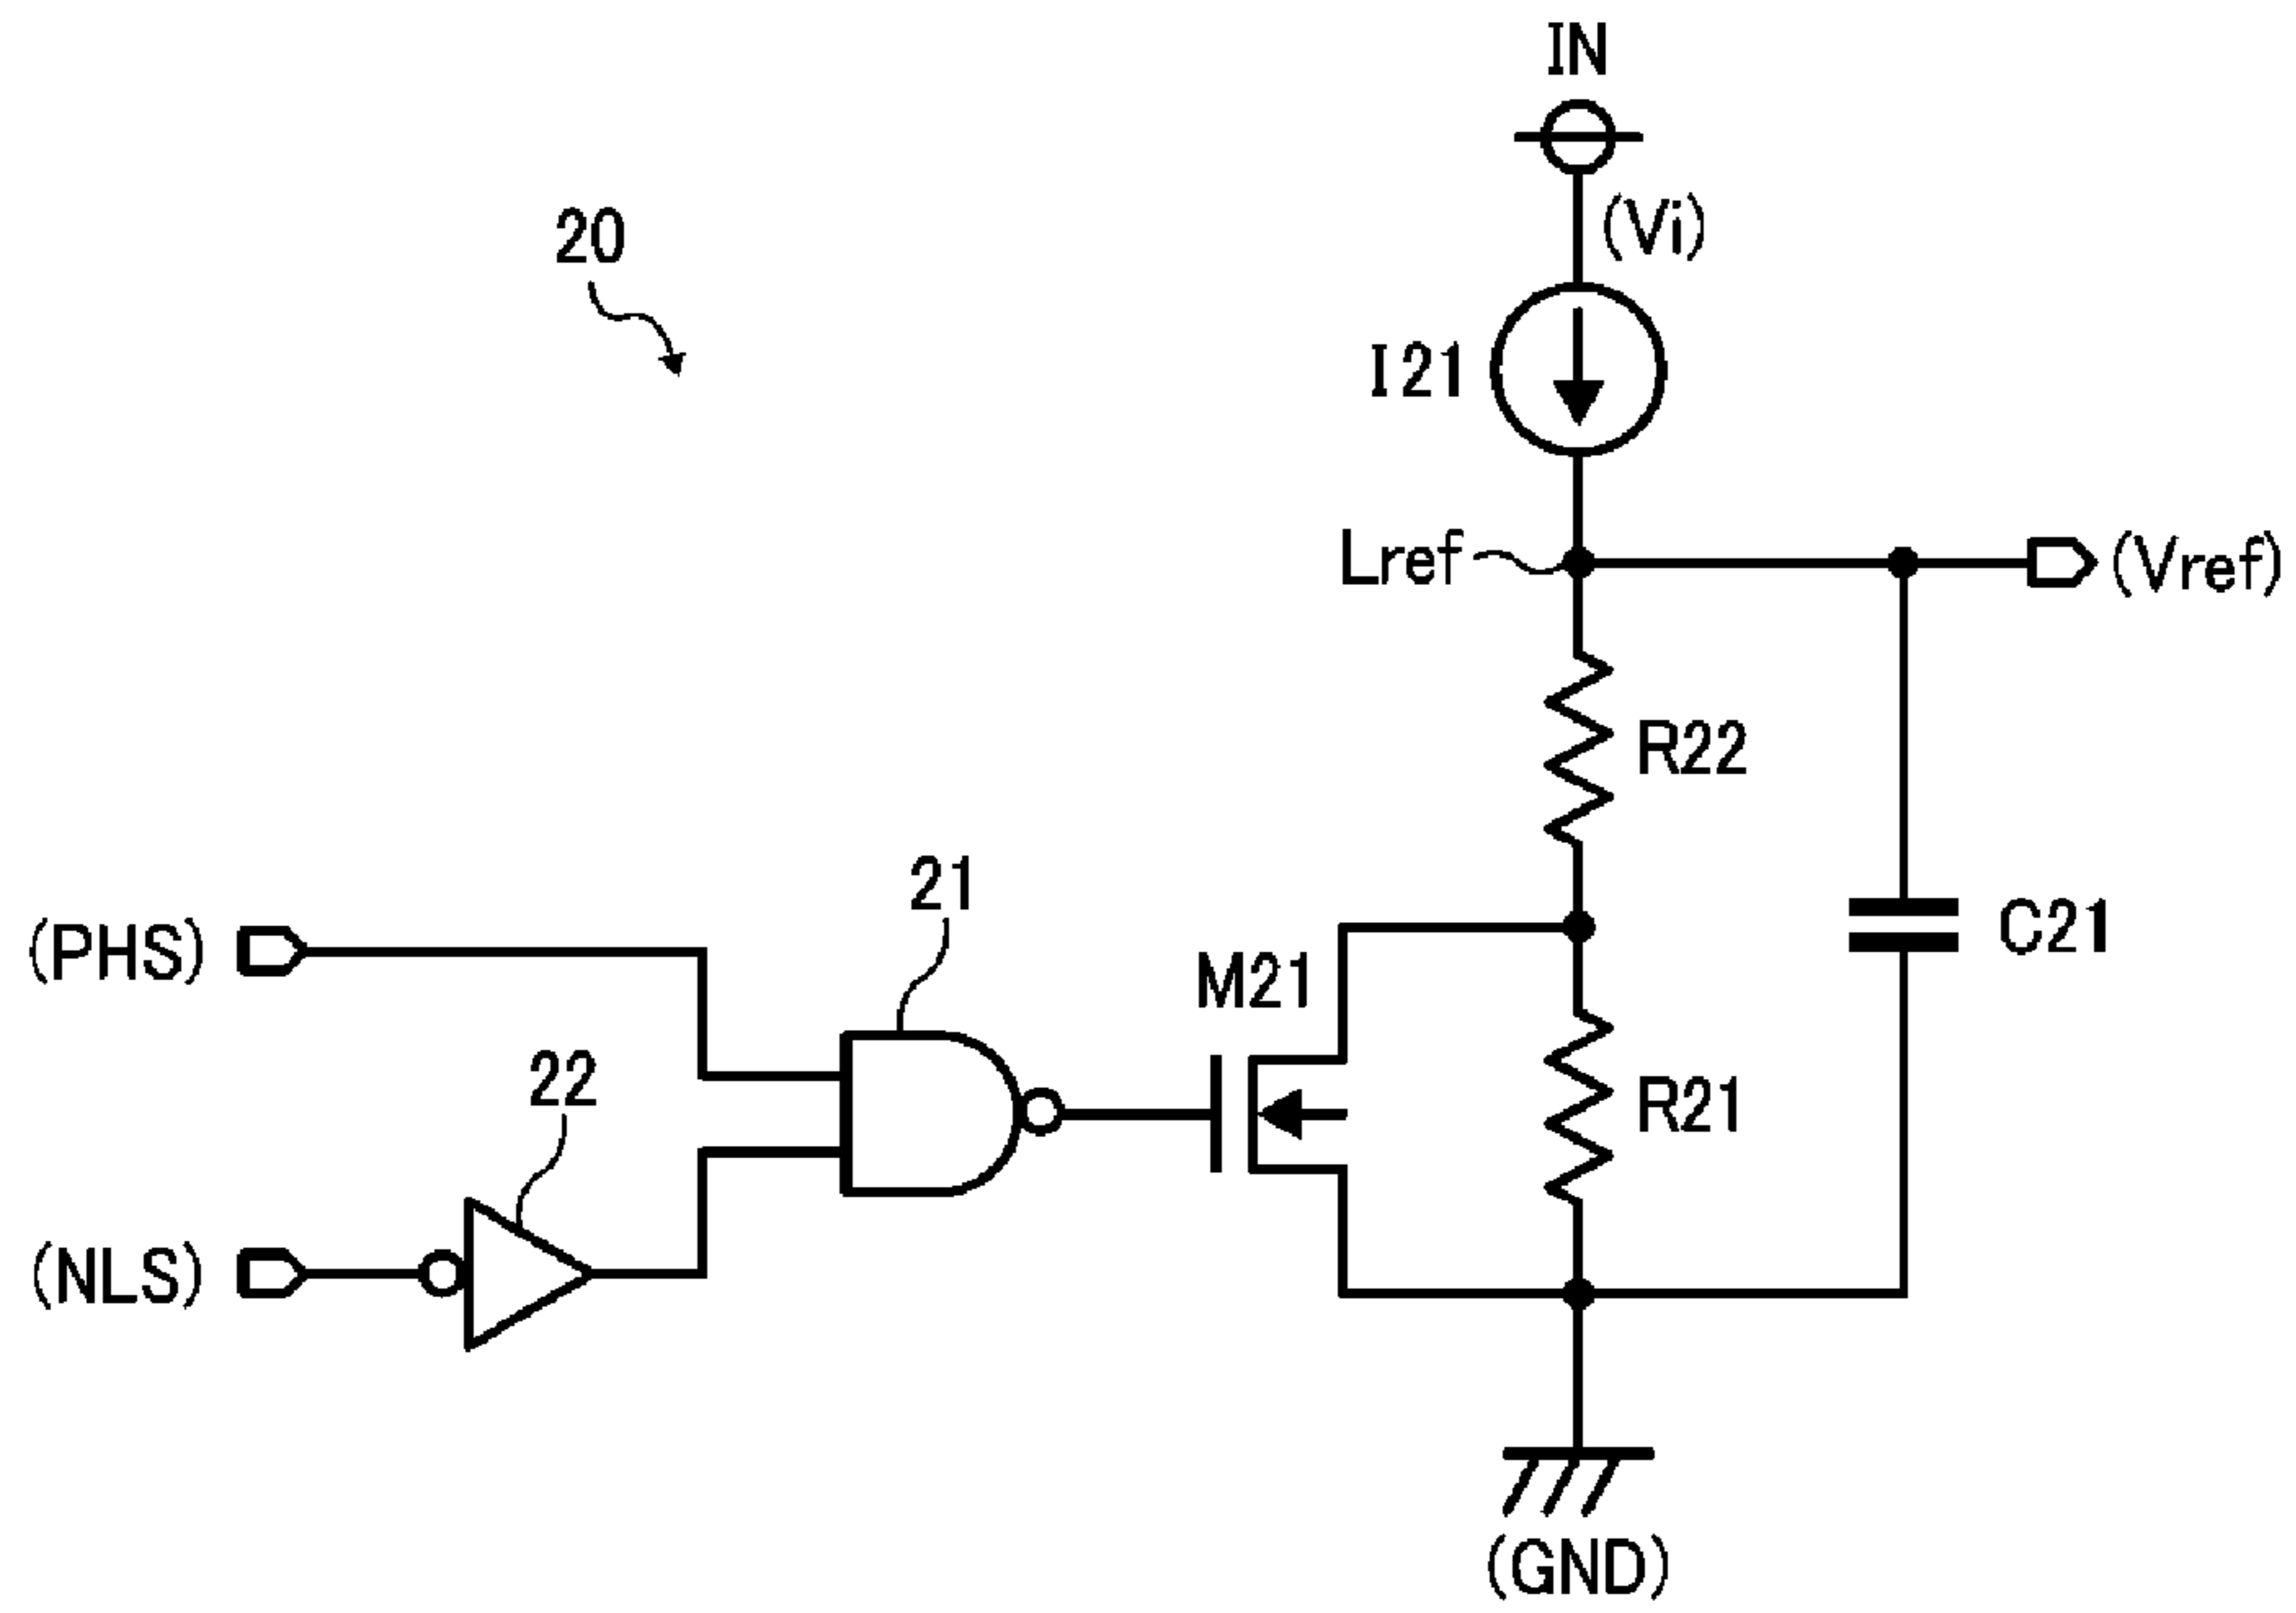 IN
(Vi)
20
I21
Lref
(Vref)
R22
21
(PHS)
M21
C21
22
R21
(NLS)
(GND)